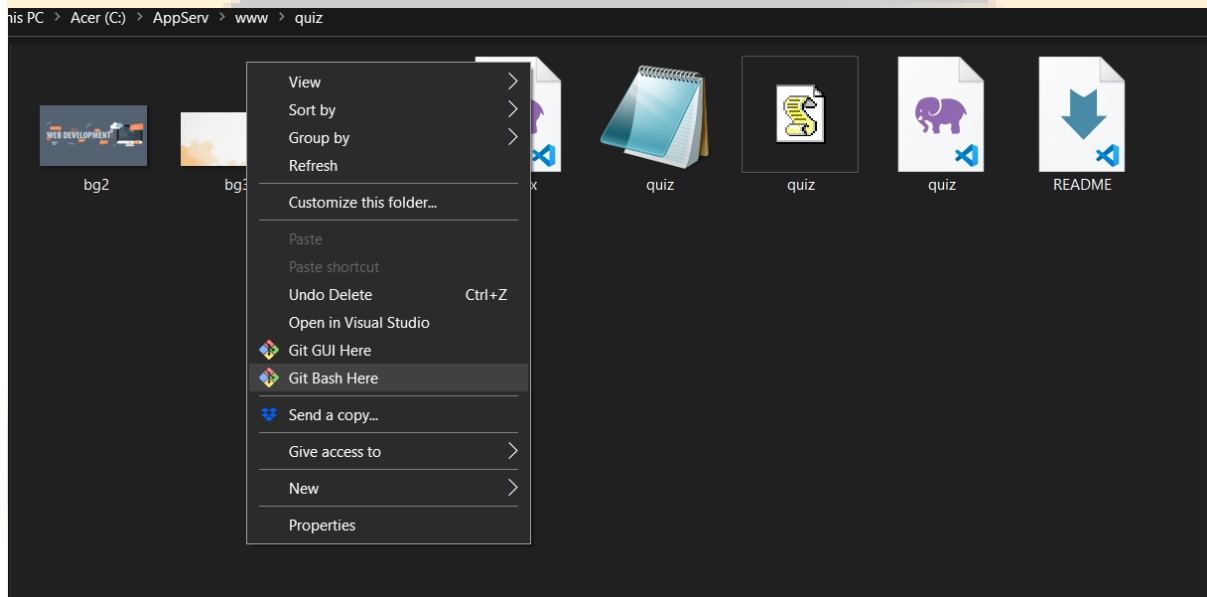 his PC > Acer (C:) > AppServ > www > quiz
WEB DEVELOPMENT
bg2
bg3
x
quiz
quiz
quiz
README
View
Sort by
Group by
Refresh
Customize this folder...
Paste
Paste shortcut
Undo Delete Ctrl+Z
Open in Visual Studio
Git GUI Here
Git Bash Here
Send a copy...
Give access to
New
Properties